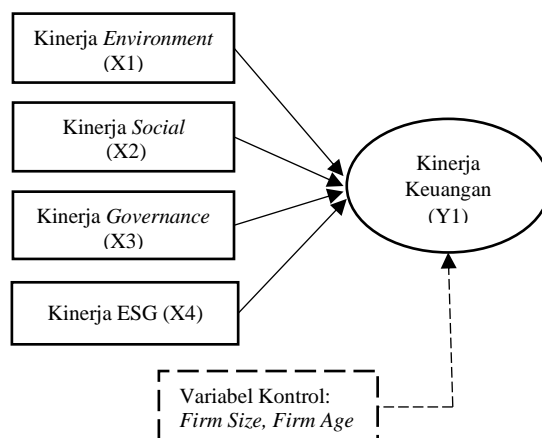 Kinerja Environment
(X1)
Kinerja Social
(X2)
Kinerja Governance
(X3)
Kinerja ESG (X4)
Kinerja
Keuangan
(Y1)
Variabel Kontrol:
Firm Size, Firm Age